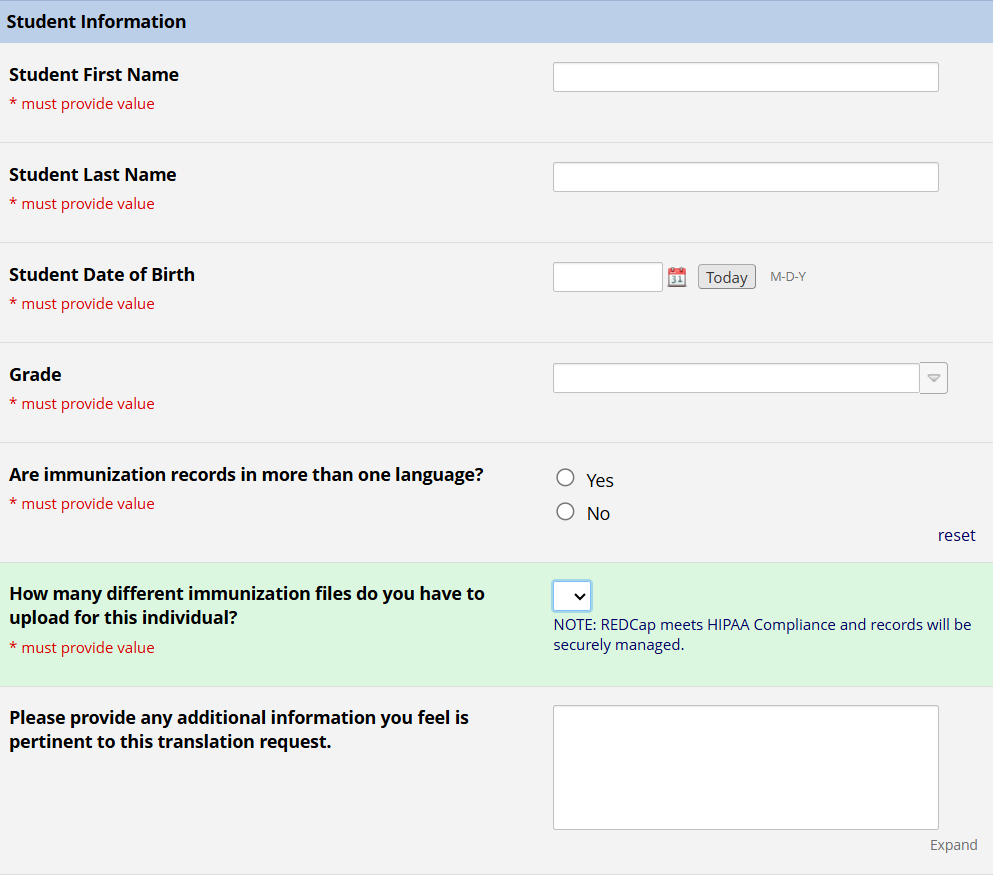 Student Information
Student First Name
* must provide value
Student Last Name
* must provide value
Student Date of Birth
* must provide value
31 Today M-D-Y
Grade
* must provide value
Are immunization records in more than one language?
* must provide value
Yes
No
reset
How many different immunization files do you have to
upload for this individual?
* must provide value
NOTE: REDCap meets HIPAA Compliance and records will be
securely managed.
Please provide any additional information you feel is
pertinent to this translation request.
Expand